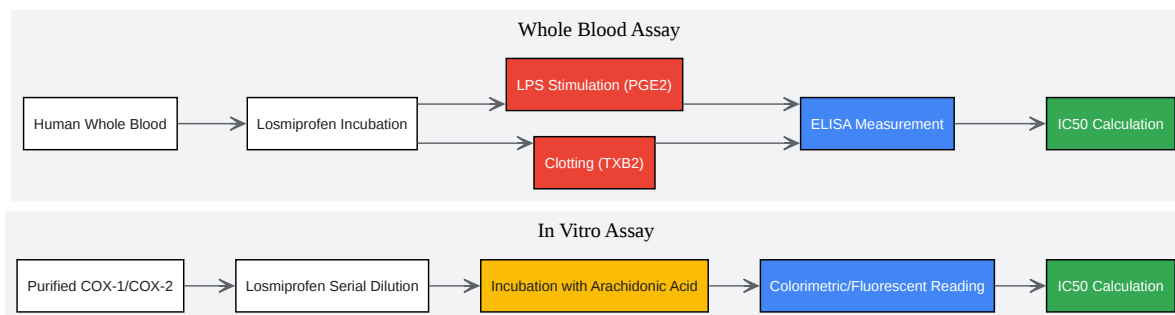 Whole Blood Assay
Human Whole Blood
Losmiprofen Incubation
LPS Stimulation (PGE2)
Clotting (TXB2)
ELISA Measurement
IC50 Calculation
In Vitro Assay
Purified COX-1/COX-2
Losmiprofen Serial Dilution
Incubation with Arachidonic Acid
Colorimetric/Fluorescent Reading
IC50 Calculation